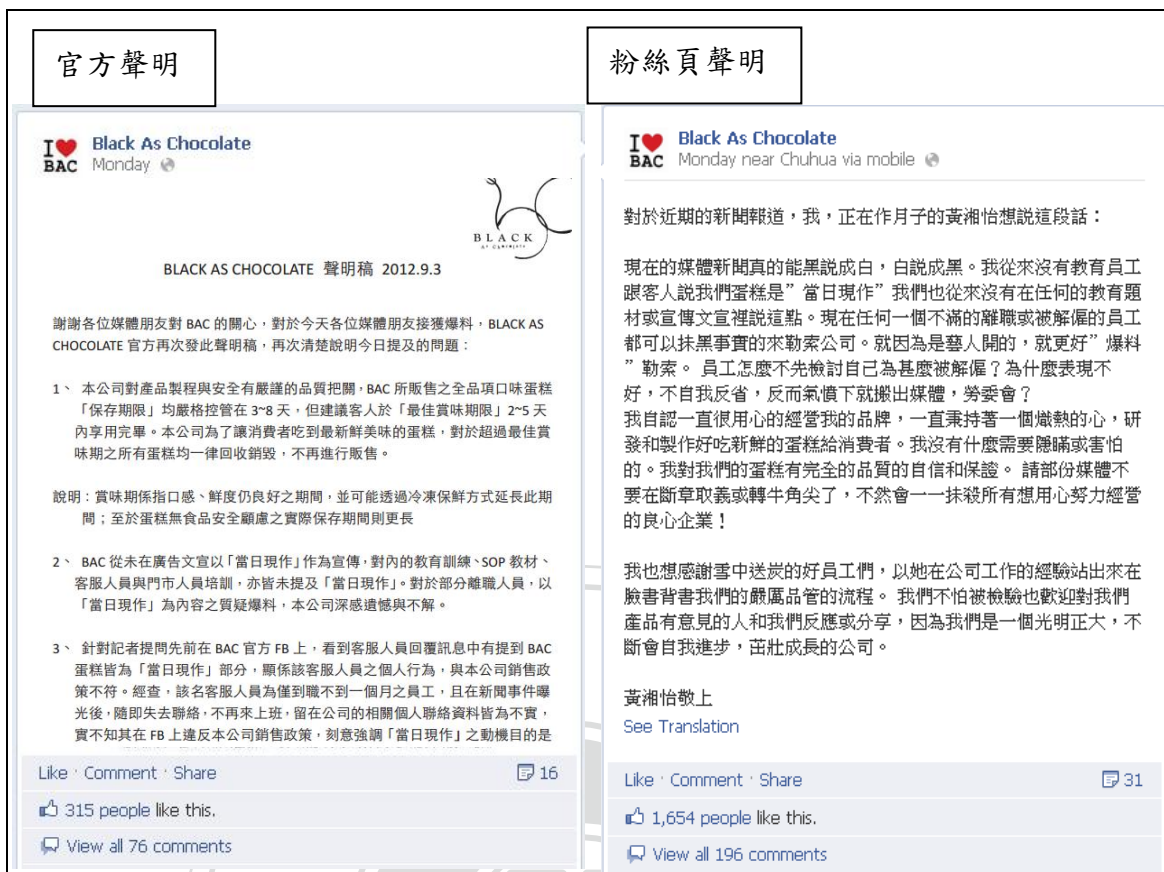 官方聲明
I❤
BAC
Black As Chocolate
Monday
BLACK
AS CHOCOLATE
BLACK AS CHOCOLATE 聲明稿 2012.9.3
謝謝各位媒體朋友對 BAC 的關心，對於今天各位媒體朋友接獲爆料，BLACK AS
CHOCOLATE 官方再次發此聲明稿，再次清楚說明今日提及的問題：
1、 本公司對產品製程與安全有嚴謹的品質把關，BAC 所販售之全品項口味蛋糕
「保存期限」均嚴格控管在 3~8 天，但建議客人於「最佳賞味期限」2~5 天
內享用完畢。本公司為了讓消費者吃到最新鮮美味的蛋糕，對於超過最佳賞
味期之所有蛋糕均一律回收銷毀，不再進行販售。
說明：賞味期係指口感、鮮度仍良好之期間，並可能透過冷凍保鮮方式延長此期
間；至於蛋糕無食品安全顧慮之實際保存期間則更長
2、 BAC 從未在廣告文宣以「當日現作」作為宣傳，對內的教育訓練、SOP 教材、
客服人員與門市人員培訓，亦皆未提及「當日現作」。對於部分離職人員，以
「當日現作」為內容之質疑爆料，本公司深感遺憾與不解。
3、 針對記者提問先前在 BAC 官方 FB 上，看到客服人員回覆訊息中有提到 BAC
蛋糕皆為「當日現作」部分，顯係該客服人員之個人行為，與本公司銷售政
策不符。經查，該名客服人員為僅到職不到一個月之員工，且在新聞事件曝
光後，隨即失去聯絡，不再來上班，留在公司的相關個人聯絡資料皆為不實，
實不知其在 FB 上違反本公司銷售政策，刻意強調「當日現作」之動機目的是
Like · Comment · Share 16
315 people like this.
View all 76 comments
粉絲頁聲明
I❤
BAC
Black As Chocolate
Monday near Chuhua via mobile
對於近期的新聞報道，我，正在作月子的黃湘怡想說這段話：
現在的媒體新聞真的能黑說成白，白說成黑。我從來沒有教育員工
跟客人說我們蛋糕是”當日現作”我們也從來沒有在任何的教育題
材或宣傳文宣裡說這點。現在任何一個不滿的離職或被解僱的員工
都可以抹黑事實的來勒索公司。就因為是藝人開的，就更好”爆料
”勒索。 員工怎麼不先檢討自己為甚麼被解僱？為什麼表現不
好，不自我反省，反而氣憤下就搬出媒體，勞委會？
我自認一直很用心的經營我的品牌，一直秉持著一個熾熱的心，研
發和製作好吃新鮮的蛋糕給消費者。我沒有什麼需要隱瞞或害怕
的。我對我們的蛋糕有完全的品質的自信和保證。 請部份媒體不
要在斷章取義或轉牛角尖了，不然會一一抹殺所有想用心努力經營
的良心企業！
我也想感謝雪中送炭的好員工們，以她在公司工作的經驗站出來在
臉書背書我們的嚴厲品管的流程。 我們不怕被檢驗也歡迎對我們
產品有意見的人和我們反應或分享，因為我們是一個光明正大，不
斷會自我進步，茁壯成長的公司。
黃湘怡敬上
See Translation
Like · Comment · Share 31
1,654 people like this.
View all 196 comments